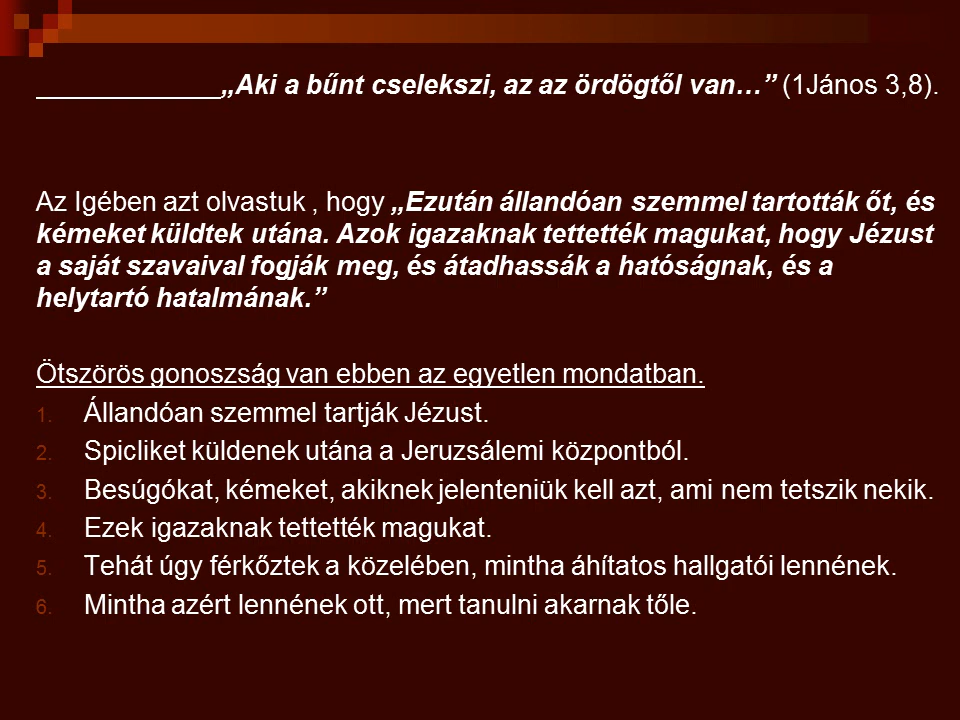 _____________„Aki a bűnt cselekszi, az az ördögtől van…” (1János 3,8).
Az Igében azt olvastuk , hogy „Ezután állandóan szemmel tartották őt, és
kémeket küldtek utána. Azok igazaknak tettették magukat, hogy Jézust
a saját szavaival fogják meg, és átadhassák a hatóságnak, és a
helytartó hatalmának.”
Ötszörös gonoszság van ebben az egyetlen mondatban.
1. Állandóan szemmel tartják Jézust.
2. Spicliket küldenek utána a Jeruzsálemi központból.
3. Besúgókat, kémeket, akiknek jelenteniük kell azt, ami nem tetszik nekik.
4. Ezek igazaknak tettették magukat.
5. Tehát úgy férkőztek a közelében, mintha áhítatos hallgatói lennének.
6. Mintha azért lennének ott, mert tanulni akarnak tőle.